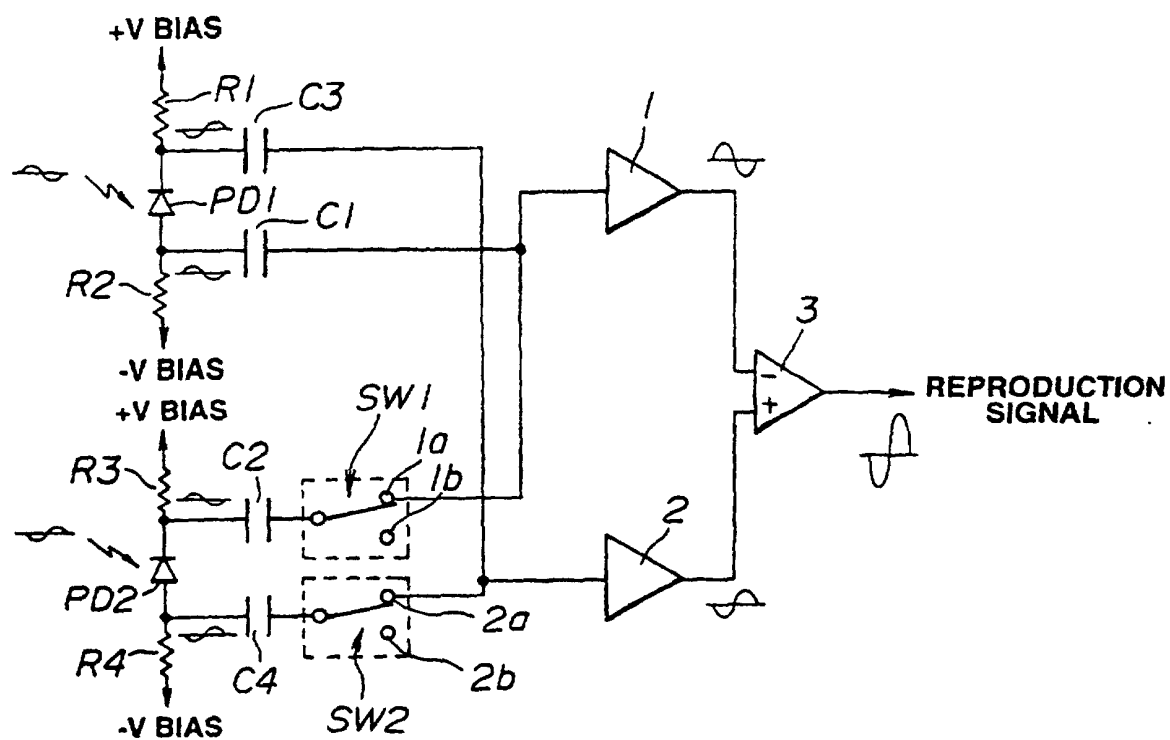 +V BIAS
R1
C3
1
PD1
C1
R2
-V BIAS
3
-
+
REPRODUCTION
SIGNAL
+V BIAS
SW1
1a
1b
R3
C2
2
PD2
2a
R4
C4
2b
SW2
-V BIAS